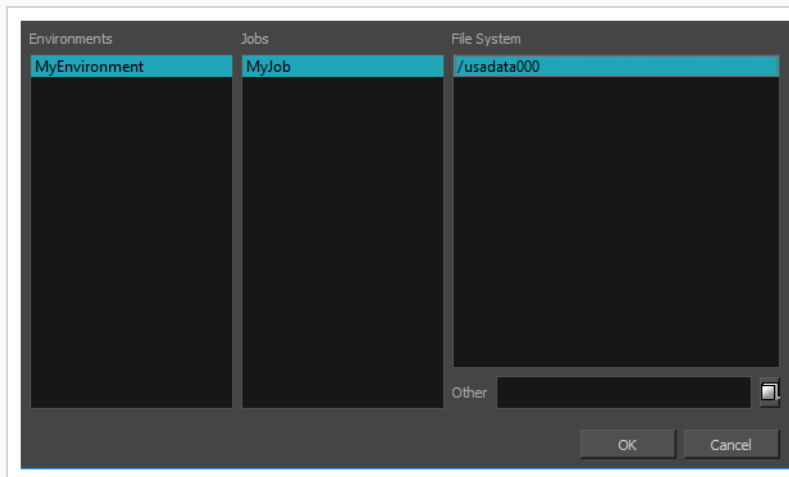 Environments Jobs File System
MyEnvironment MyJob /usadata000
Other
OK Cancel